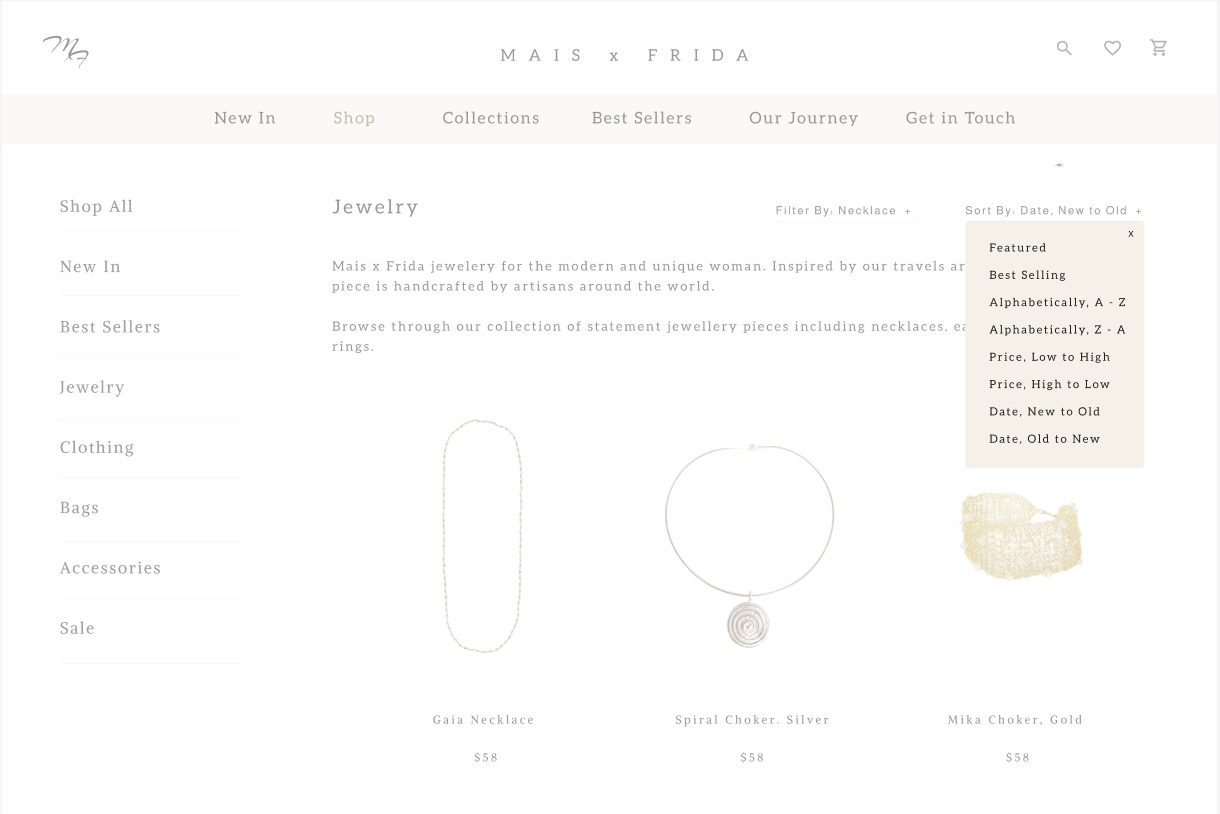 MAIS x FRIDA
New In
Shop
Collections
Best Sellers
Our Journey
Get in Touch
Shop All
New In
Best Sellers
Jewelry
Clothing
Bags
Accessories
Sale
Jewelry
Filter By: Necklace +
Sort By: Date, New to Old +
x
Featured
Best Selling
Alphabetically, A - Z
Alphabetically, Z - A
Price, Low to High
Price, High to Low
Date, New to Old
Date, Old to New
Mais x Frida jewelery for the modern and unique woman. Inspired by our travels
piece is handcrafted by artisans around the world.
Browse through our collection of statement jewellery pieces including necklaces,
rings.
Gaia Necklace
$58
Spiral Choker. Silver
$58
Mika Choker, Gold
$58